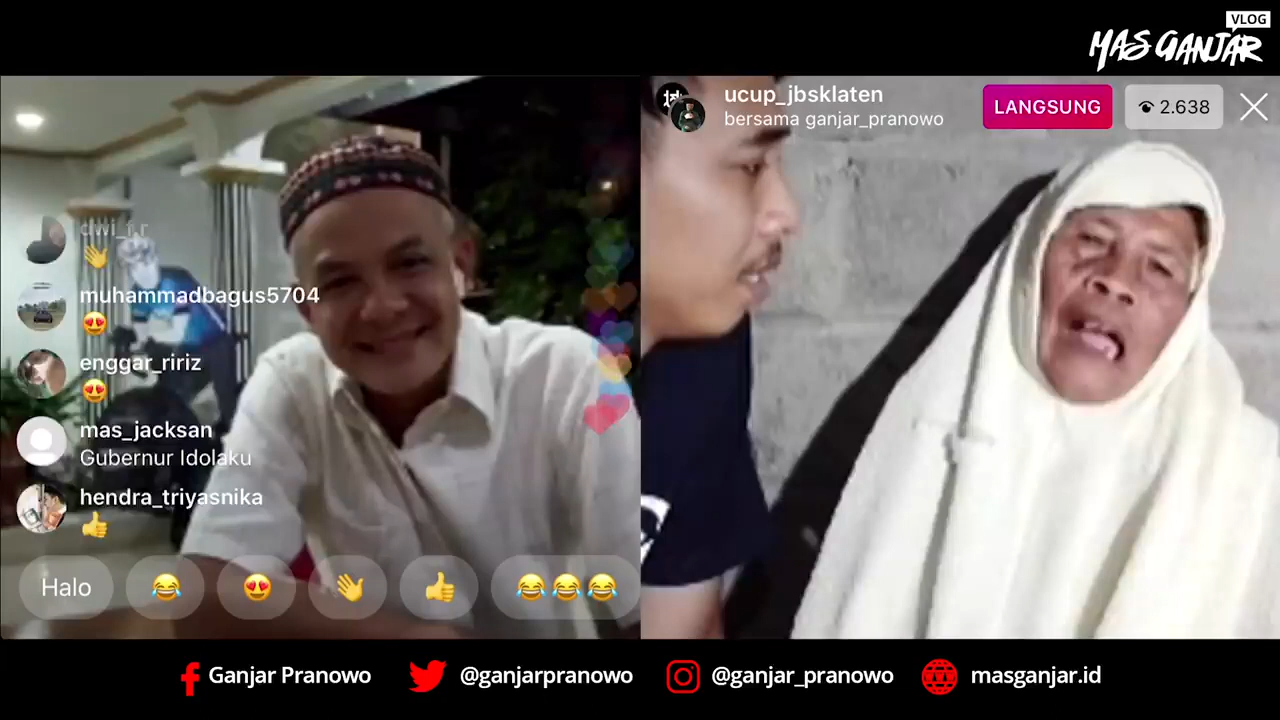 VLOG
MAS GANJAR
ucup_jbsklaten
bersama ganjar_pranowo
LANGSUNG
2.638
dwi_f.r
muhammadbagus5704
enggar_ririz
mas_jacksan
Gubernur Idolaku
hendra_triyasnika
Halo
Ganjar Pranowo
@ganjarpranowo
@ganjar_pranowo
masganjar.id